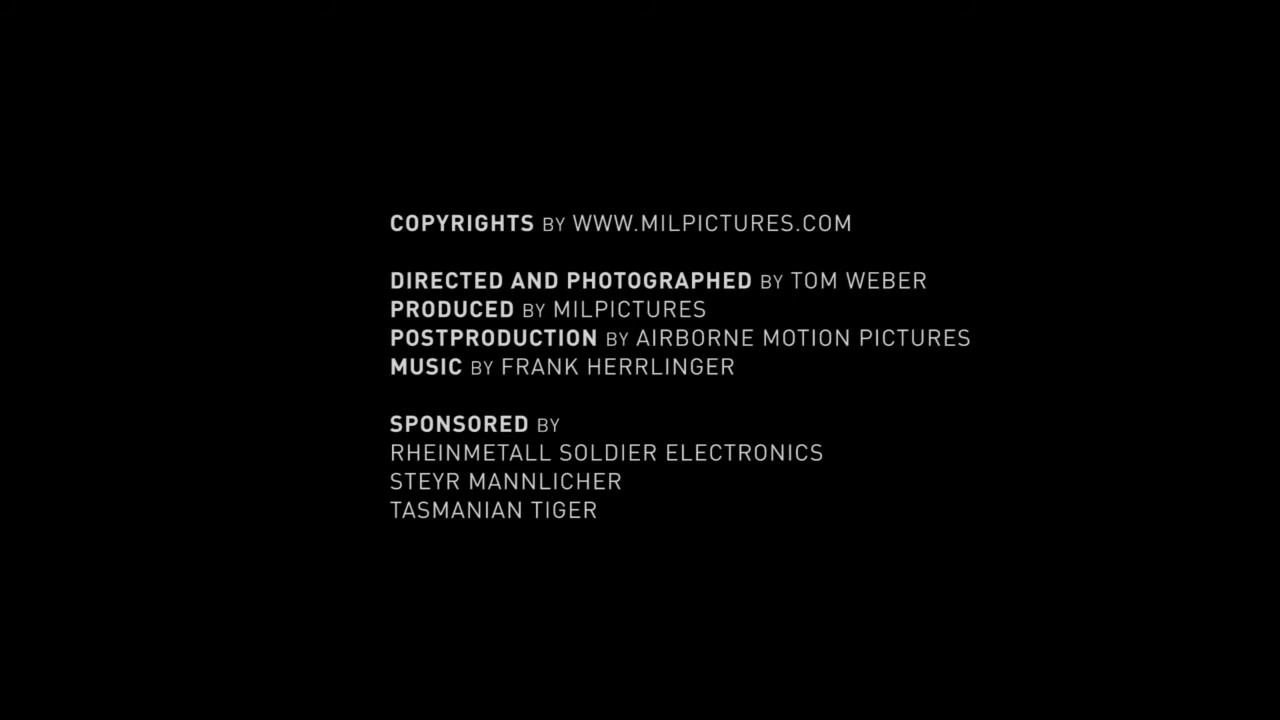 COPYRIGHTS BY WWW.MILPICTURES.COM
DIRECTED AND PHOTOGRAPHED BY TOM WEBER
PRODUCED BY MILPICTURES
POSTPRODUCTION BY AIRBORNE MOTION PICTURES
MUSIC BY FRANK HERRLINGER
SPONSORED BY
RHEINMETALL SOLDIER ELECTRONICS
STEYR MANNLICHER
TASMANIAN TIGER